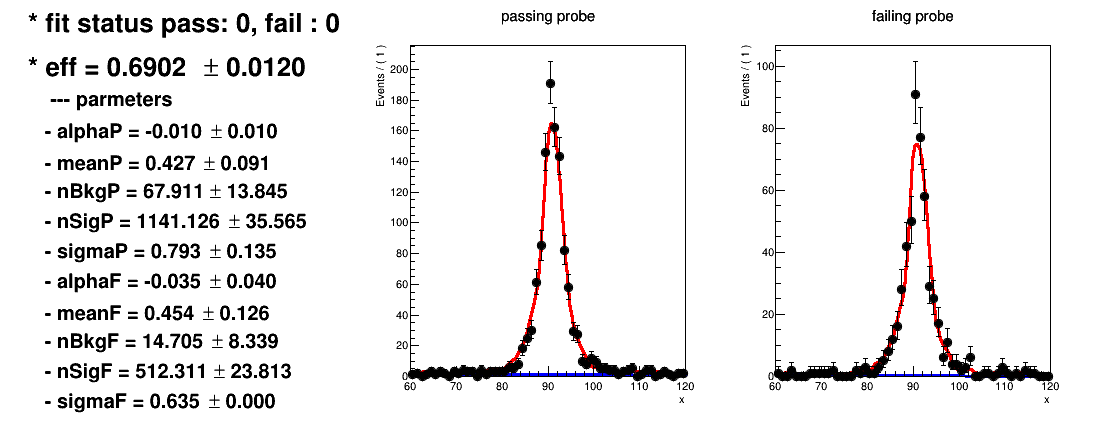 * fit status pass: 0, fail : 0
* eff = 0.6902 ± 0.0120
--- parmeters
- alphaP = -0.010 ± 0.010
- meanP = 0.427 ± 0.091
- nBkgP = 67.911 ± 13.845
- nSigP = 1141.126 ± 35.565
- sigmaP = 0.793 ± 0.135
- alphaF = -0.035 ± 0.040
- meanF = 0.454 ± 0.126
- nBkgF = 14.705 ± 8.339
- nSigF = 512.311 ± 23.813
- sigmaF = 0.635 ± 0.000
passing probe
Events / ( 1 )
200
180
160
140
120
100
80
60
40
20
0
60 70 80 90 100 110 120
x
failing probe
Events / ( 1 )
100
80
60
40
20
0
60 70 80 90 100 110 120
x